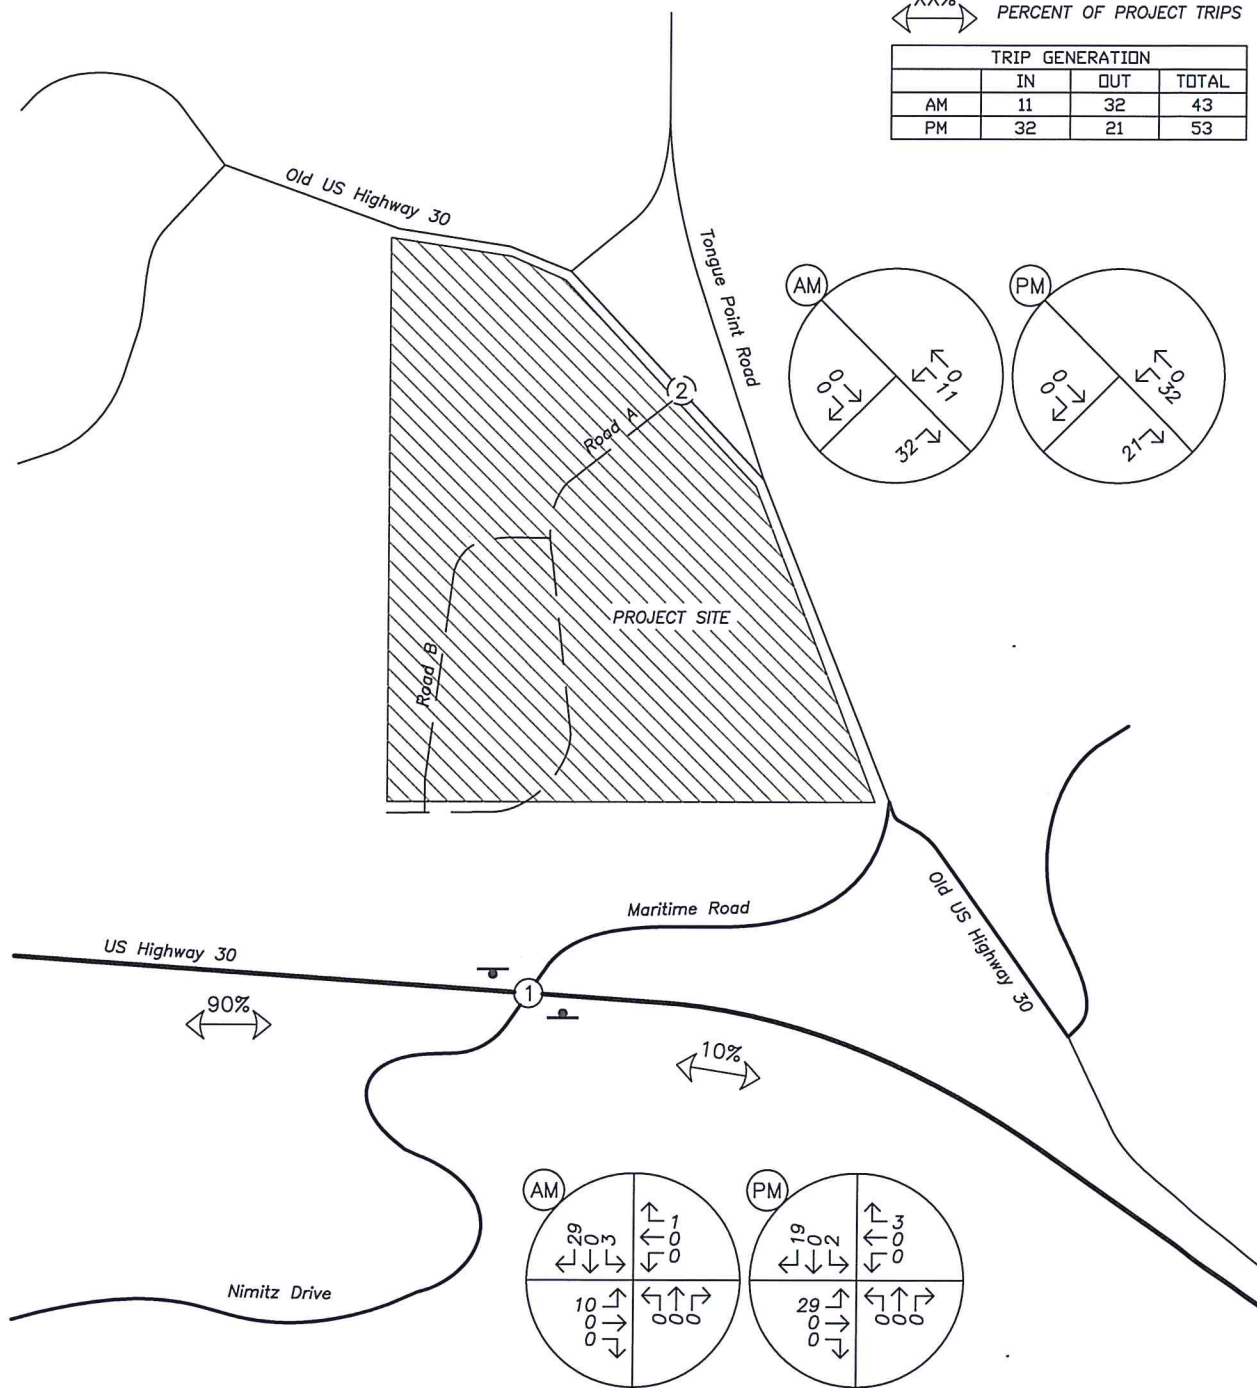 XX%
PERCENT OF PROJECT TRIPS
TRIP GENERATION
IN OUT TOTAL
AM 11 32 43
PM 32 21 53
Old US Highway 30
Tongue Point Road
AM
0
0
0
11
32
PM
0
0
0
32
21
2
Road A
PROJECT SITE
Road B
Maritime Road
Old US Highway 30
US Highway 30
1
90%
10%
Nimitz Drive
AM
29 0 3
1
0
0
10
0
0
0 0 0
PM
19 0 2
3
0
0
29
0
0
0 0 0